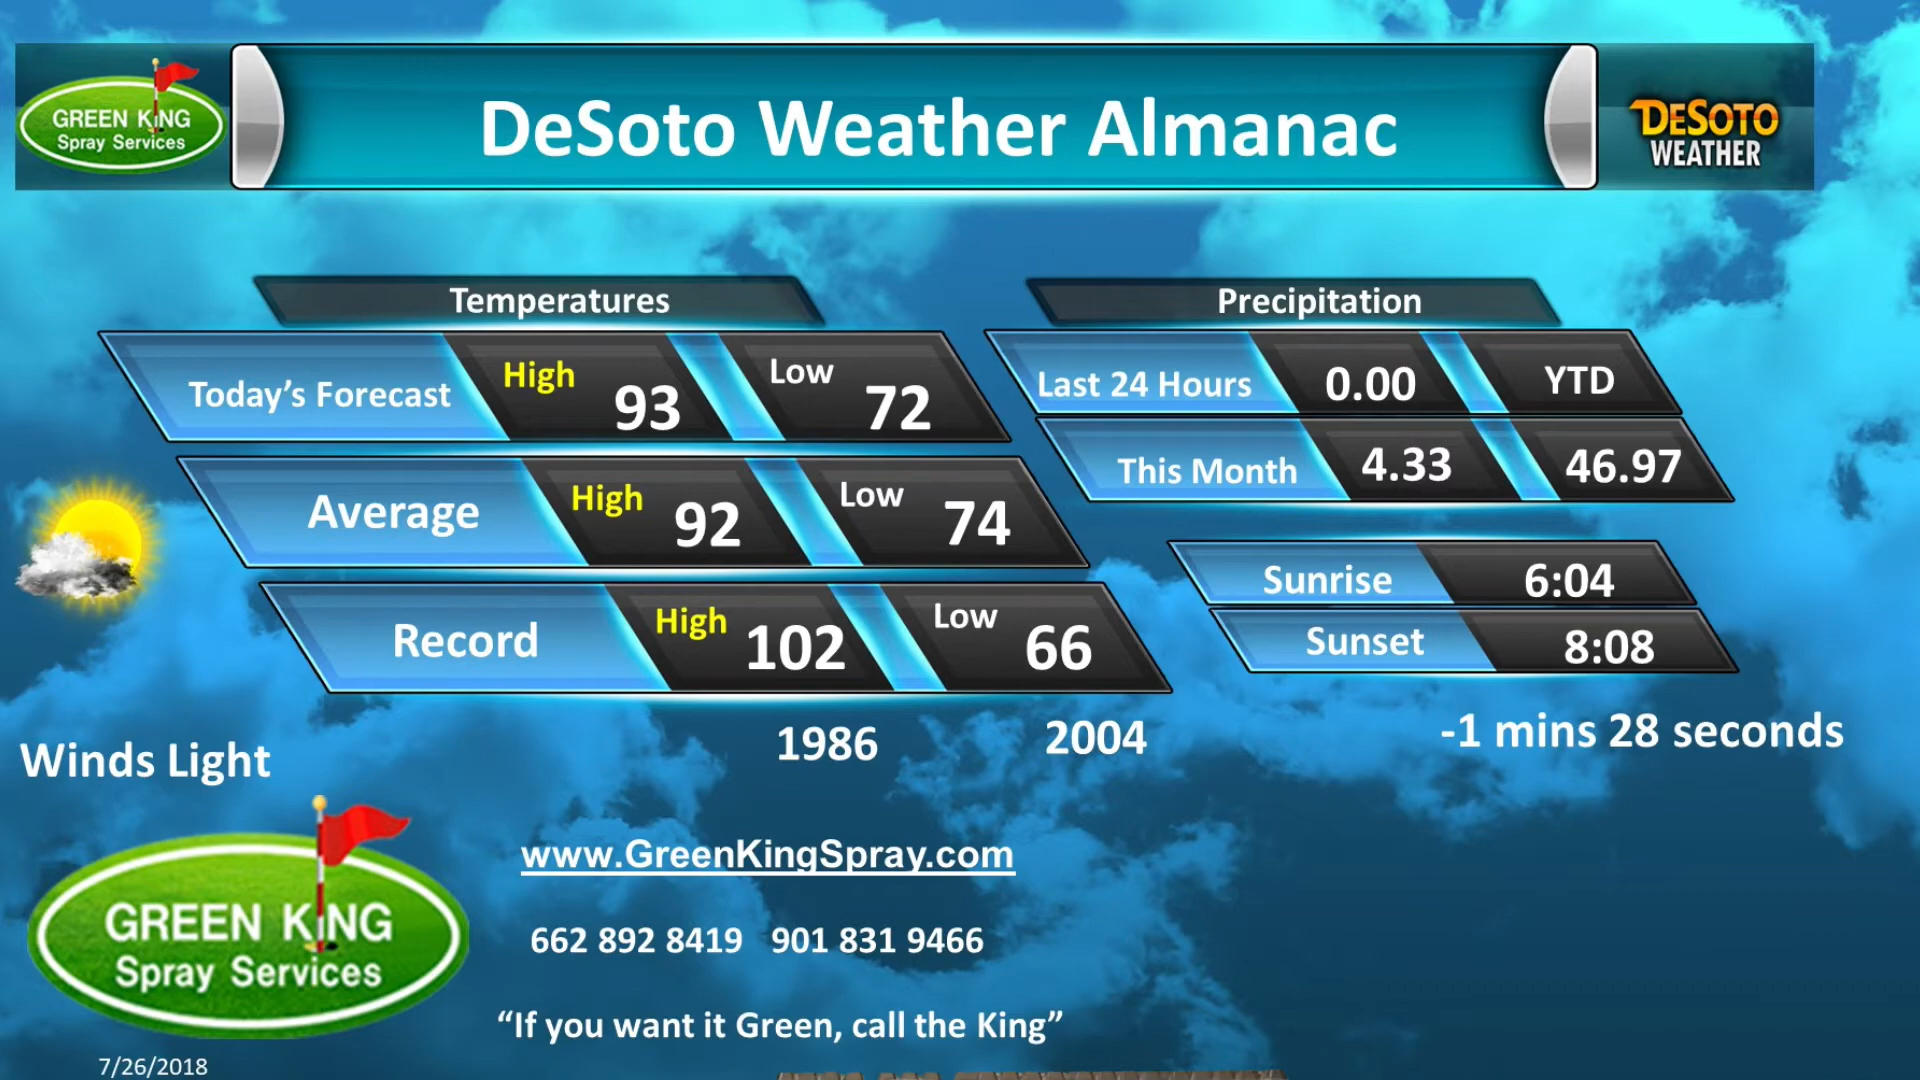 GREEN KING
Spray Services
DeSoto Weather Almanac
DESOTO
WEATHER
Temperatures
Today's Forecast High 93 Low 72
Average High 92 Low 74
Record High 102 Low 66
1986 2004
Precipitation
Last 24 Hours 0.00 YTD
This Month 4.33 46.97
Sunrise 6:04
Sunset 8:08
-1 mins 28 seconds
Winds Light
GREEN KING
Spray Services
www.GreenKingSpray.com
662 892 8419 901 831 9466
“If you want it Green, call the King”
7/26/2018